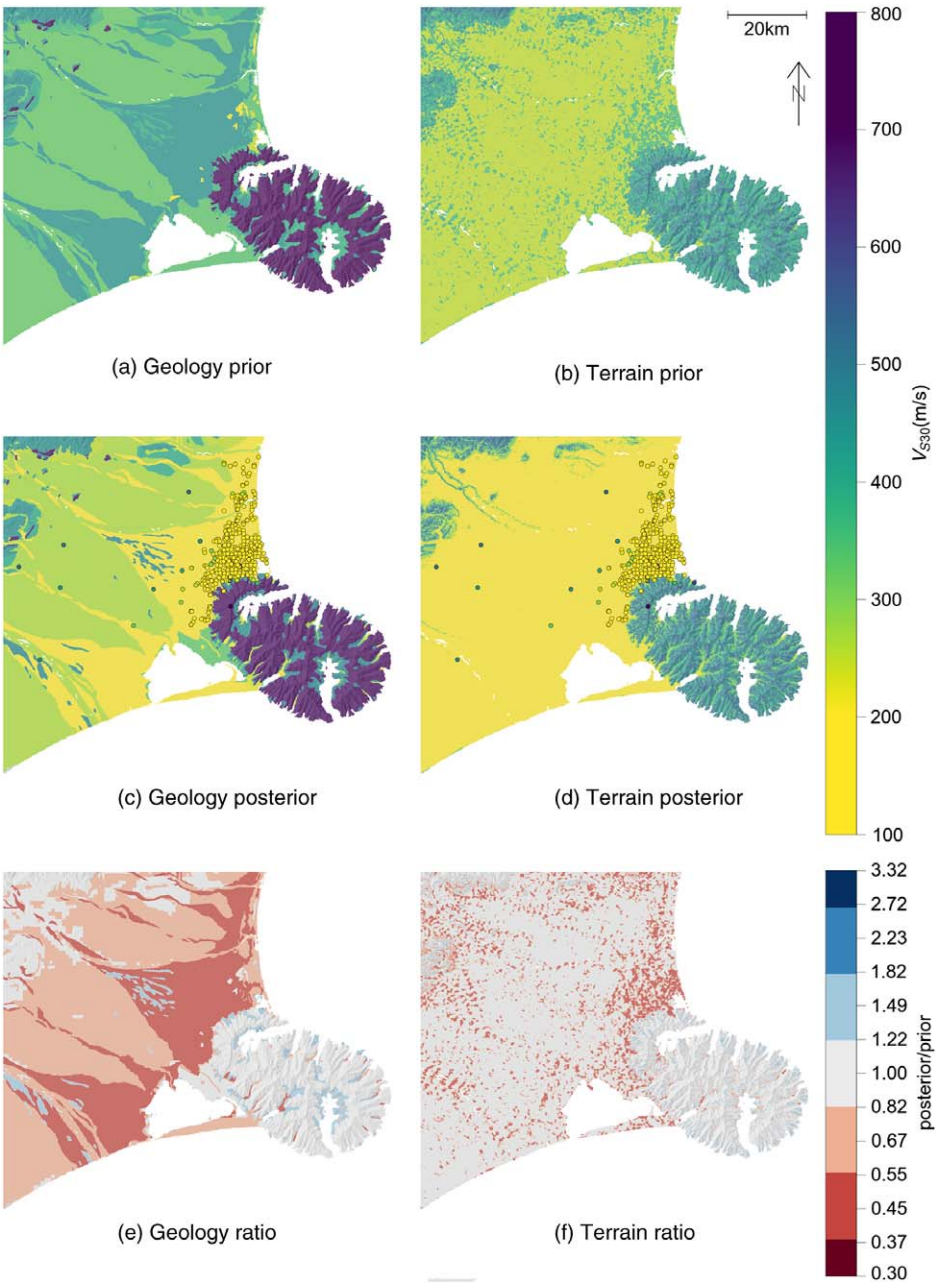 20km
N
(a) Geology prior
(b) Terrain prior
800
700
600
500
400
300
200
100
V_S30(m/s)
(c) Geology posterior
(d) Terrain posterior
3.32
2.72
2.23
1.82
1.49
1.22
1.00
0.82
0.67
0.55
0.45
0.37
0.30
posterior/prior
(e) Geology ratio
(f) Terrain ratio